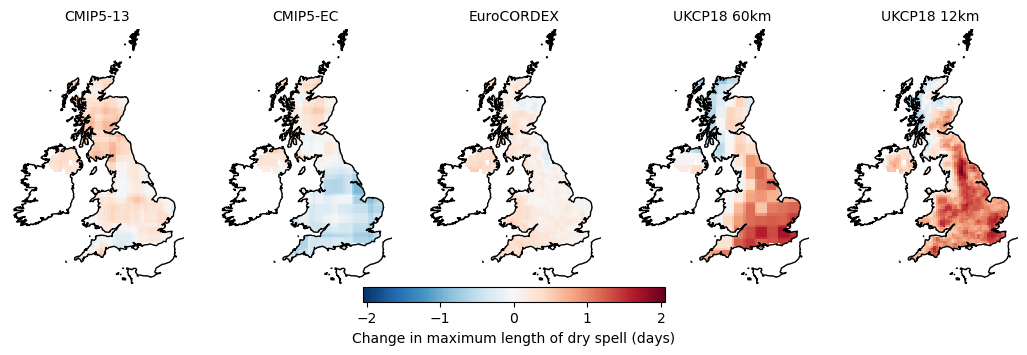 CMIP5-13 CMIP5-EC EuroCORDEX UKCP18 60km UKCP18 12km
−2 −1 0 1 2
Change in maximum length of dry spell (days)